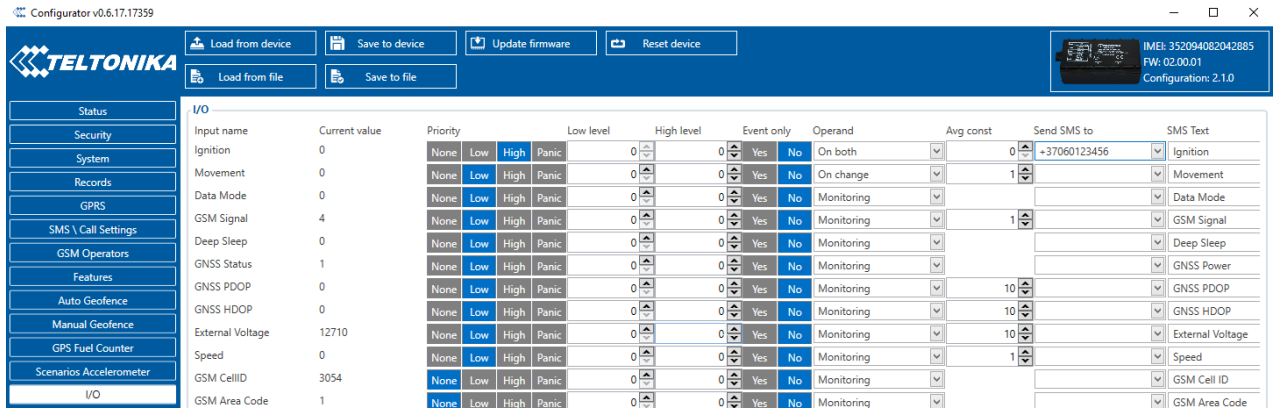 Configurator v0.6.17.17359
TELTONIKA
Load from device Save to device Update firmware Reset device
Load from file Save to file
IMEI: 352094082042885
FW: 02.00.01
Configuration: 2.1.0
Status
Security
System
Records
GPRS
SMS \ Call Settings
GSM Operators
Features
Auto Geofence
Manual Geofence
GPS Fuel Counter
Scenarios Accelerometer
I/O
I/O
Input name Current value Priority Low level High level Event only Operand Avg const Send SMS to SMS Text
Ignition 0 None Low High Panic 0 0 Yes No On both 0 +37060123456 Ignition
Movement 0 None Low High Panic 0 0 Yes No On change 1 Movement
Data Mode 0 None Low High Panic 0 0 Yes No Monitoring Data Mode
GSM Signal 4 None Low High Panic 0 0 Yes No Monitoring 1 GSM Signal
Deep Sleep 0 None Low High Panic 0 0 Yes No Monitoring Deep Sleep
GNSS Status 1 None Low High Panic 0 0 Yes No Monitoring GNSS Power
GNSS PDOP 0 None Low High Panic 0 0 Yes No Monitoring 10 GNSS PDOP
GNSS HDOP 0 None Low High Panic 0 0 Yes No Monitoring 10 GNSS HDOP
External Voltage 12710 None Low High Panic 0 0 Yes No Monitoring 10 External Voltage
Speed 0 None Low High Panic 0 0 Yes No Monitoring 1 Speed
GSM CellID 3054 None Low High Panic 0 0 Yes No Monitoring GSM Cell ID
GSM Area Code 1 None Low High Panic 0 0 Yes No Monitoring GSM Area Code